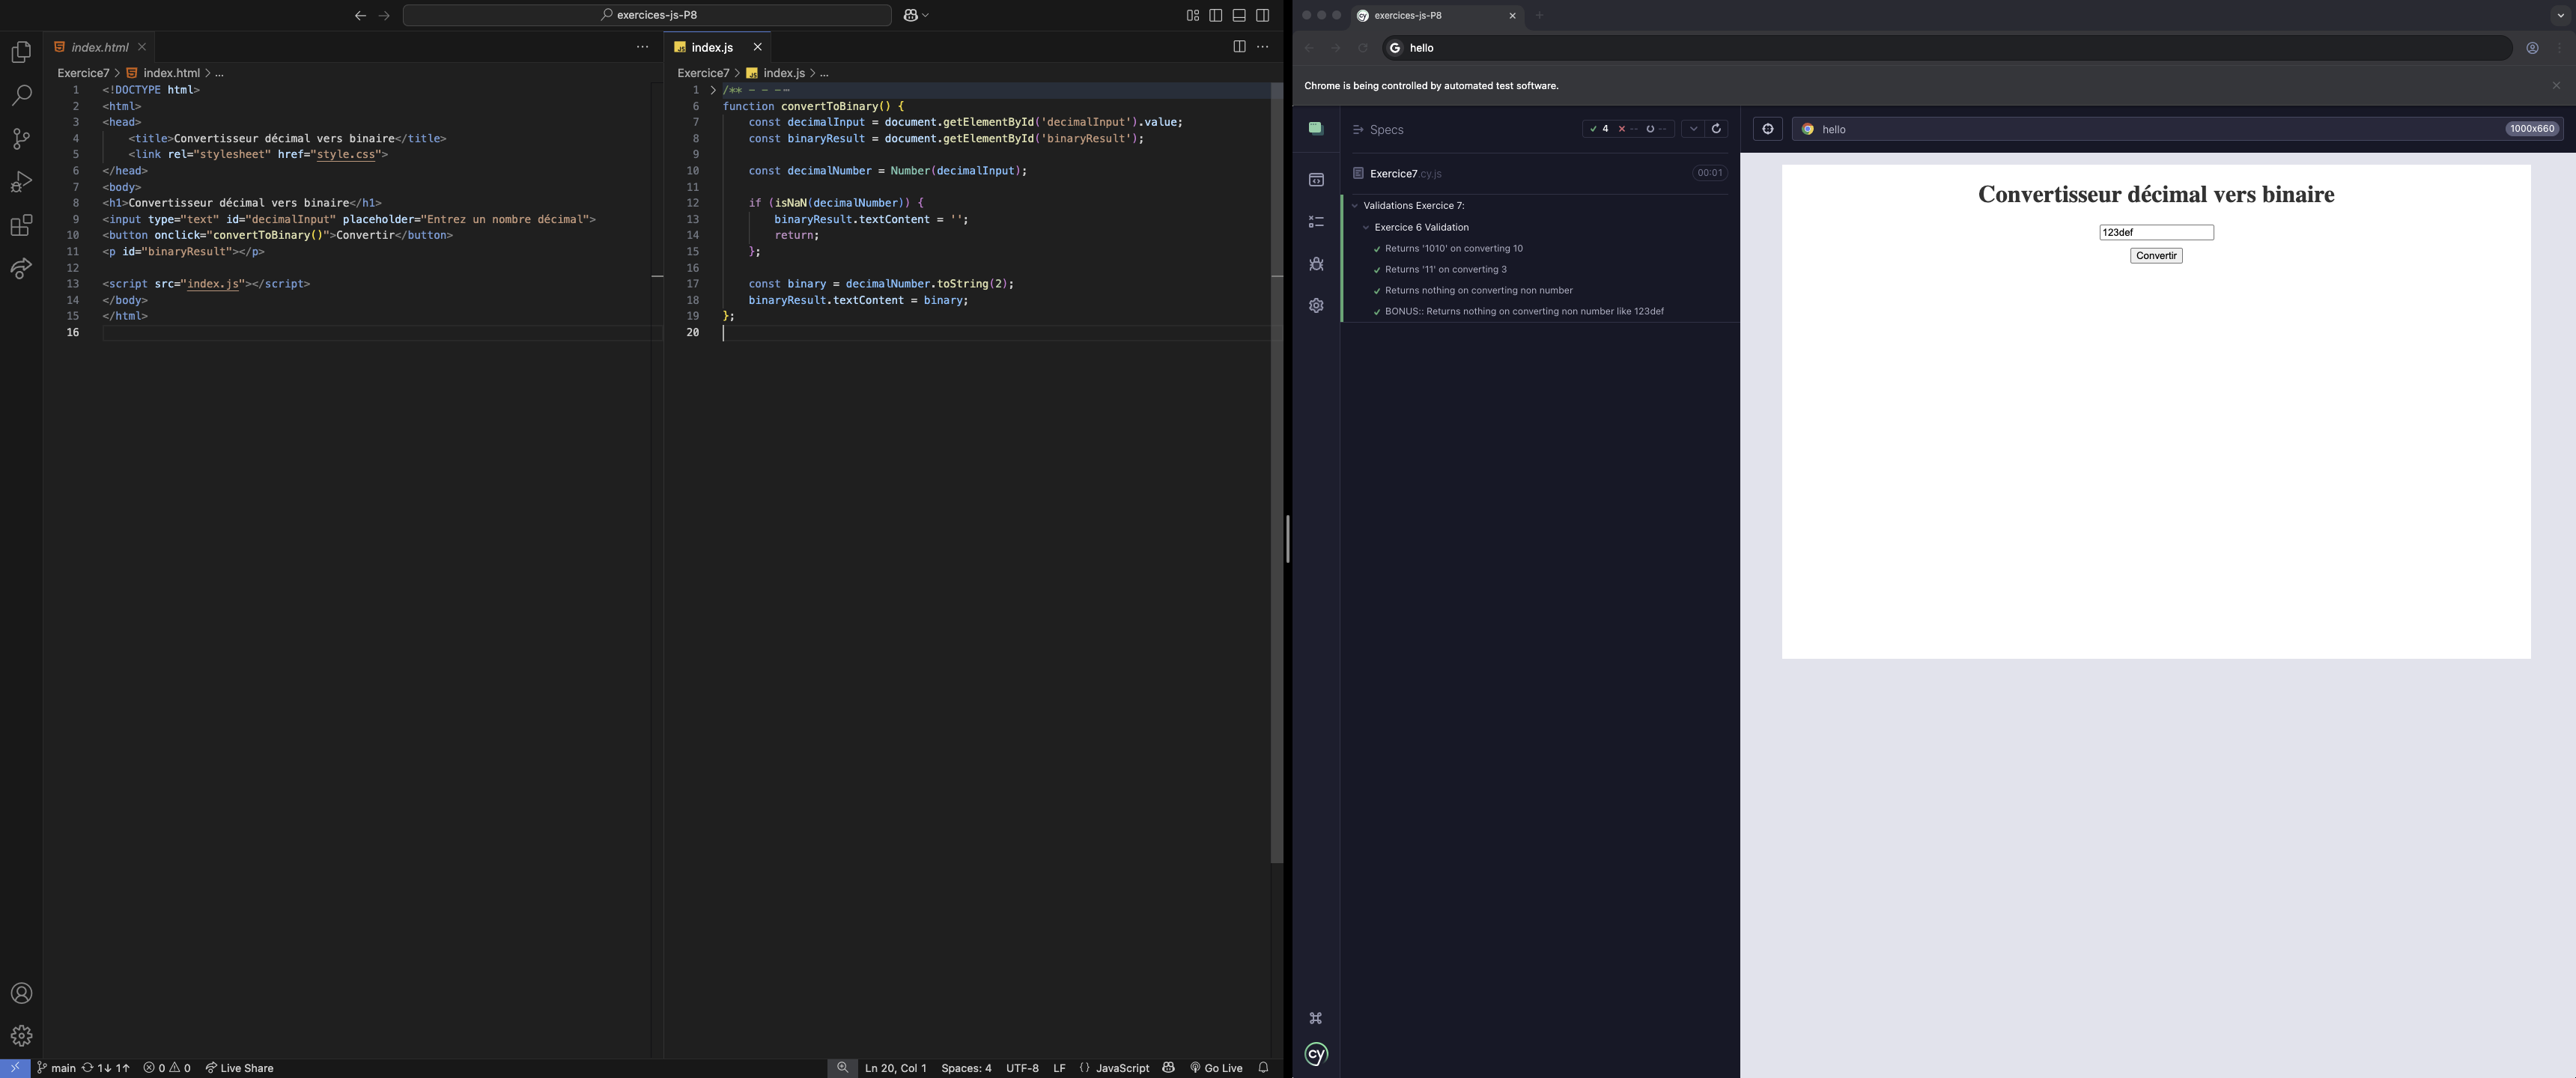 exercices-js-P8
index.html
Exercice7 > index.html > ...
1 <!DOCTYPE html>
2 <html>
3 <head>
4 <title>Convertisseur décimal vers binaire</title>
5 <link rel="stylesheet" href="style.css">
6 </head>
7 <body>
8 <h1>Convertisseur décimal vers binaire</h1>
9 <input type="text" id="decimalInput" placeholder="Entrez un nombre décimal">
10 <button onclick="convertToBinary()">Convertir</button>
11 <p id="binaryResult"></p>
12
13 <script src="index.js"></script>
14 </body>
15 </html>
16
index.js
Exercice7 > index.js > ...
1 /** - - -...
6 function convertToBinary() {
7 const decimalInput = document.getElementById('decimalInput').value;
8 const binaryResult = document.getElementById('binaryResult');
9
10 const decimalNumber = Number(decimalInput);
11
12 if (isNaN(decimalNumber)) {
13 binaryResult.textContent = '';
14 return;
15 };
16
17 const binary = decimalNumber.toString(2);
18 binaryResult.textContent = binary;
19 };
20
main 1↓ 1↑ 0 0 Live Share
Ln 20, Col 1 Spaces: 4 UTF-8 LF {} JavaScript Go Live
exercices-js-P8
hello
Chrome is being controlled by automated test software.
Specs
4 -- --
Exercice7.cy.js 00:01
Validations Exercice 7:
Exercice 6 Validation
Returns '1010' on converting 10
Returns '11' on converting 3
Returns nothing on converting non number
BONUS:: Returns nothing on converting non number like 123def
cy
hello 1000x660
Convertisseur décimal vers binaire
123def
Convertir